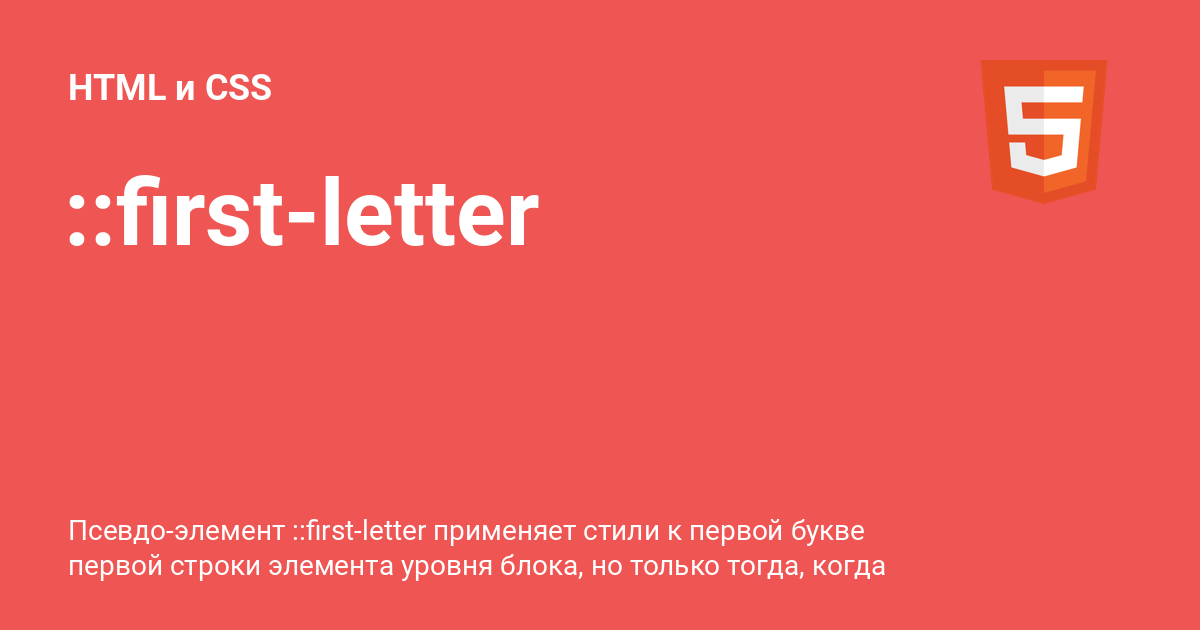 HTML и CSS
::first-letter
Псевдо-элемент ::first-letter применяет стили к первой букве
первой строки элемента уровня блока, но только тогда, когда